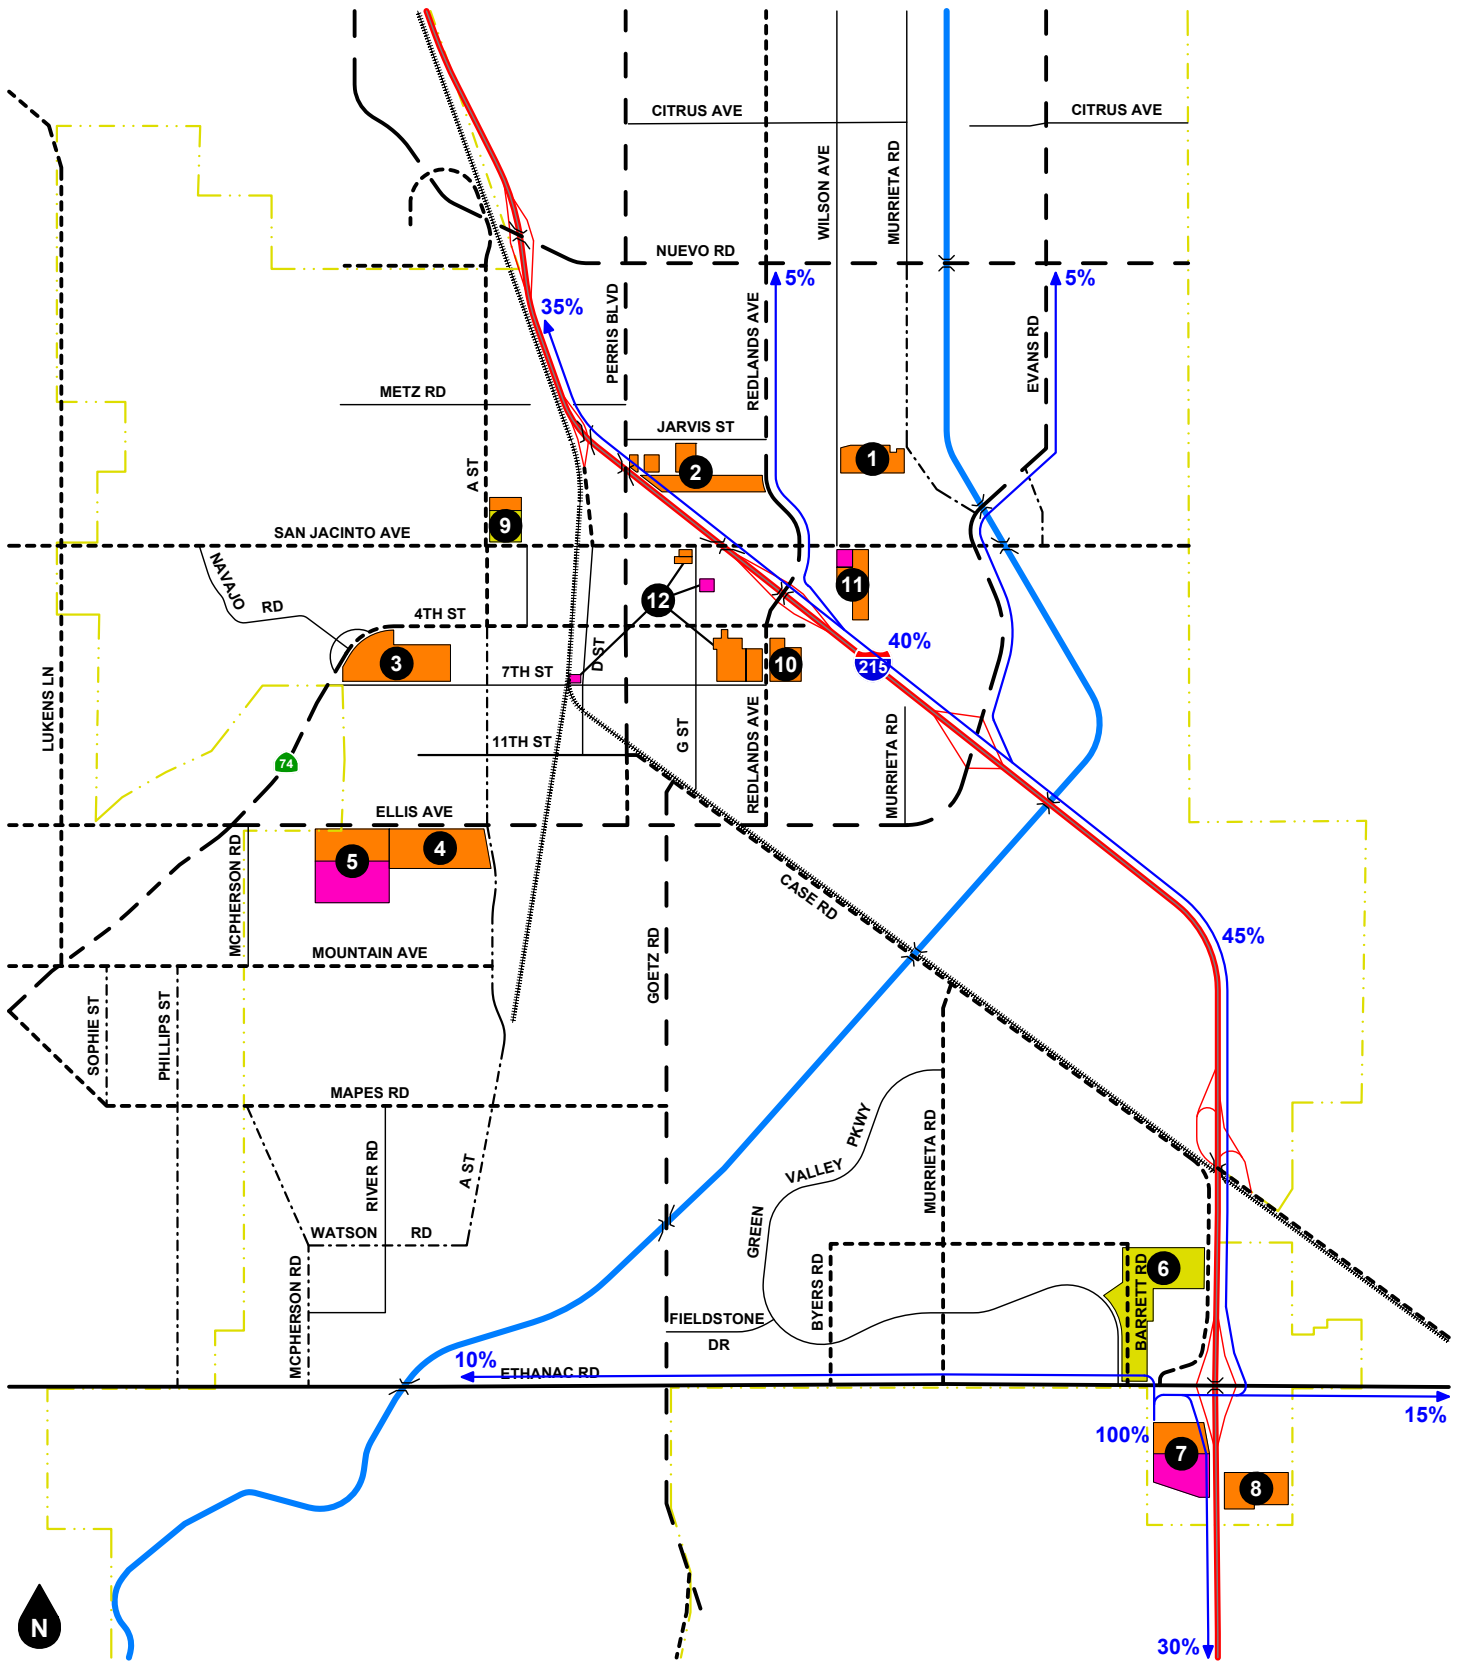 CITRUS AVE
CITRUS AVE
WILSON AVE
MURRIETA RD
NUEVO RD
5%
5%
35%
PERRIS BLVD
REDLANDS AVE
EVANS RD
METZ RD
JARVIS ST
1
2
A ST
9
SAN JACINTO AVE
NAVAJO
RD
11
12
4TH ST
D ST
40%
3
7TH ST
10
215
LUKENS LN
11TH ST
G ST
REDLANDS AVE
MURRIETA RD
74
ELLIS AVE
MCPHERSON RD
5
4
CASE RD
MOUNTAIN AVE
GOETZ RD
45%
SOPHIE ST
PHILLIPS ST
MAPES RD
RIVER RD
A ST
PKWY
VALLEY
GREEN
MURRIETA RD
WATSON
RD
MCPHERSON RD
BYERS RD
BARRETT RD
6
FIELDSTONE
DR
10%
ETHANAC RD
15%
100%
7
8
N
30%